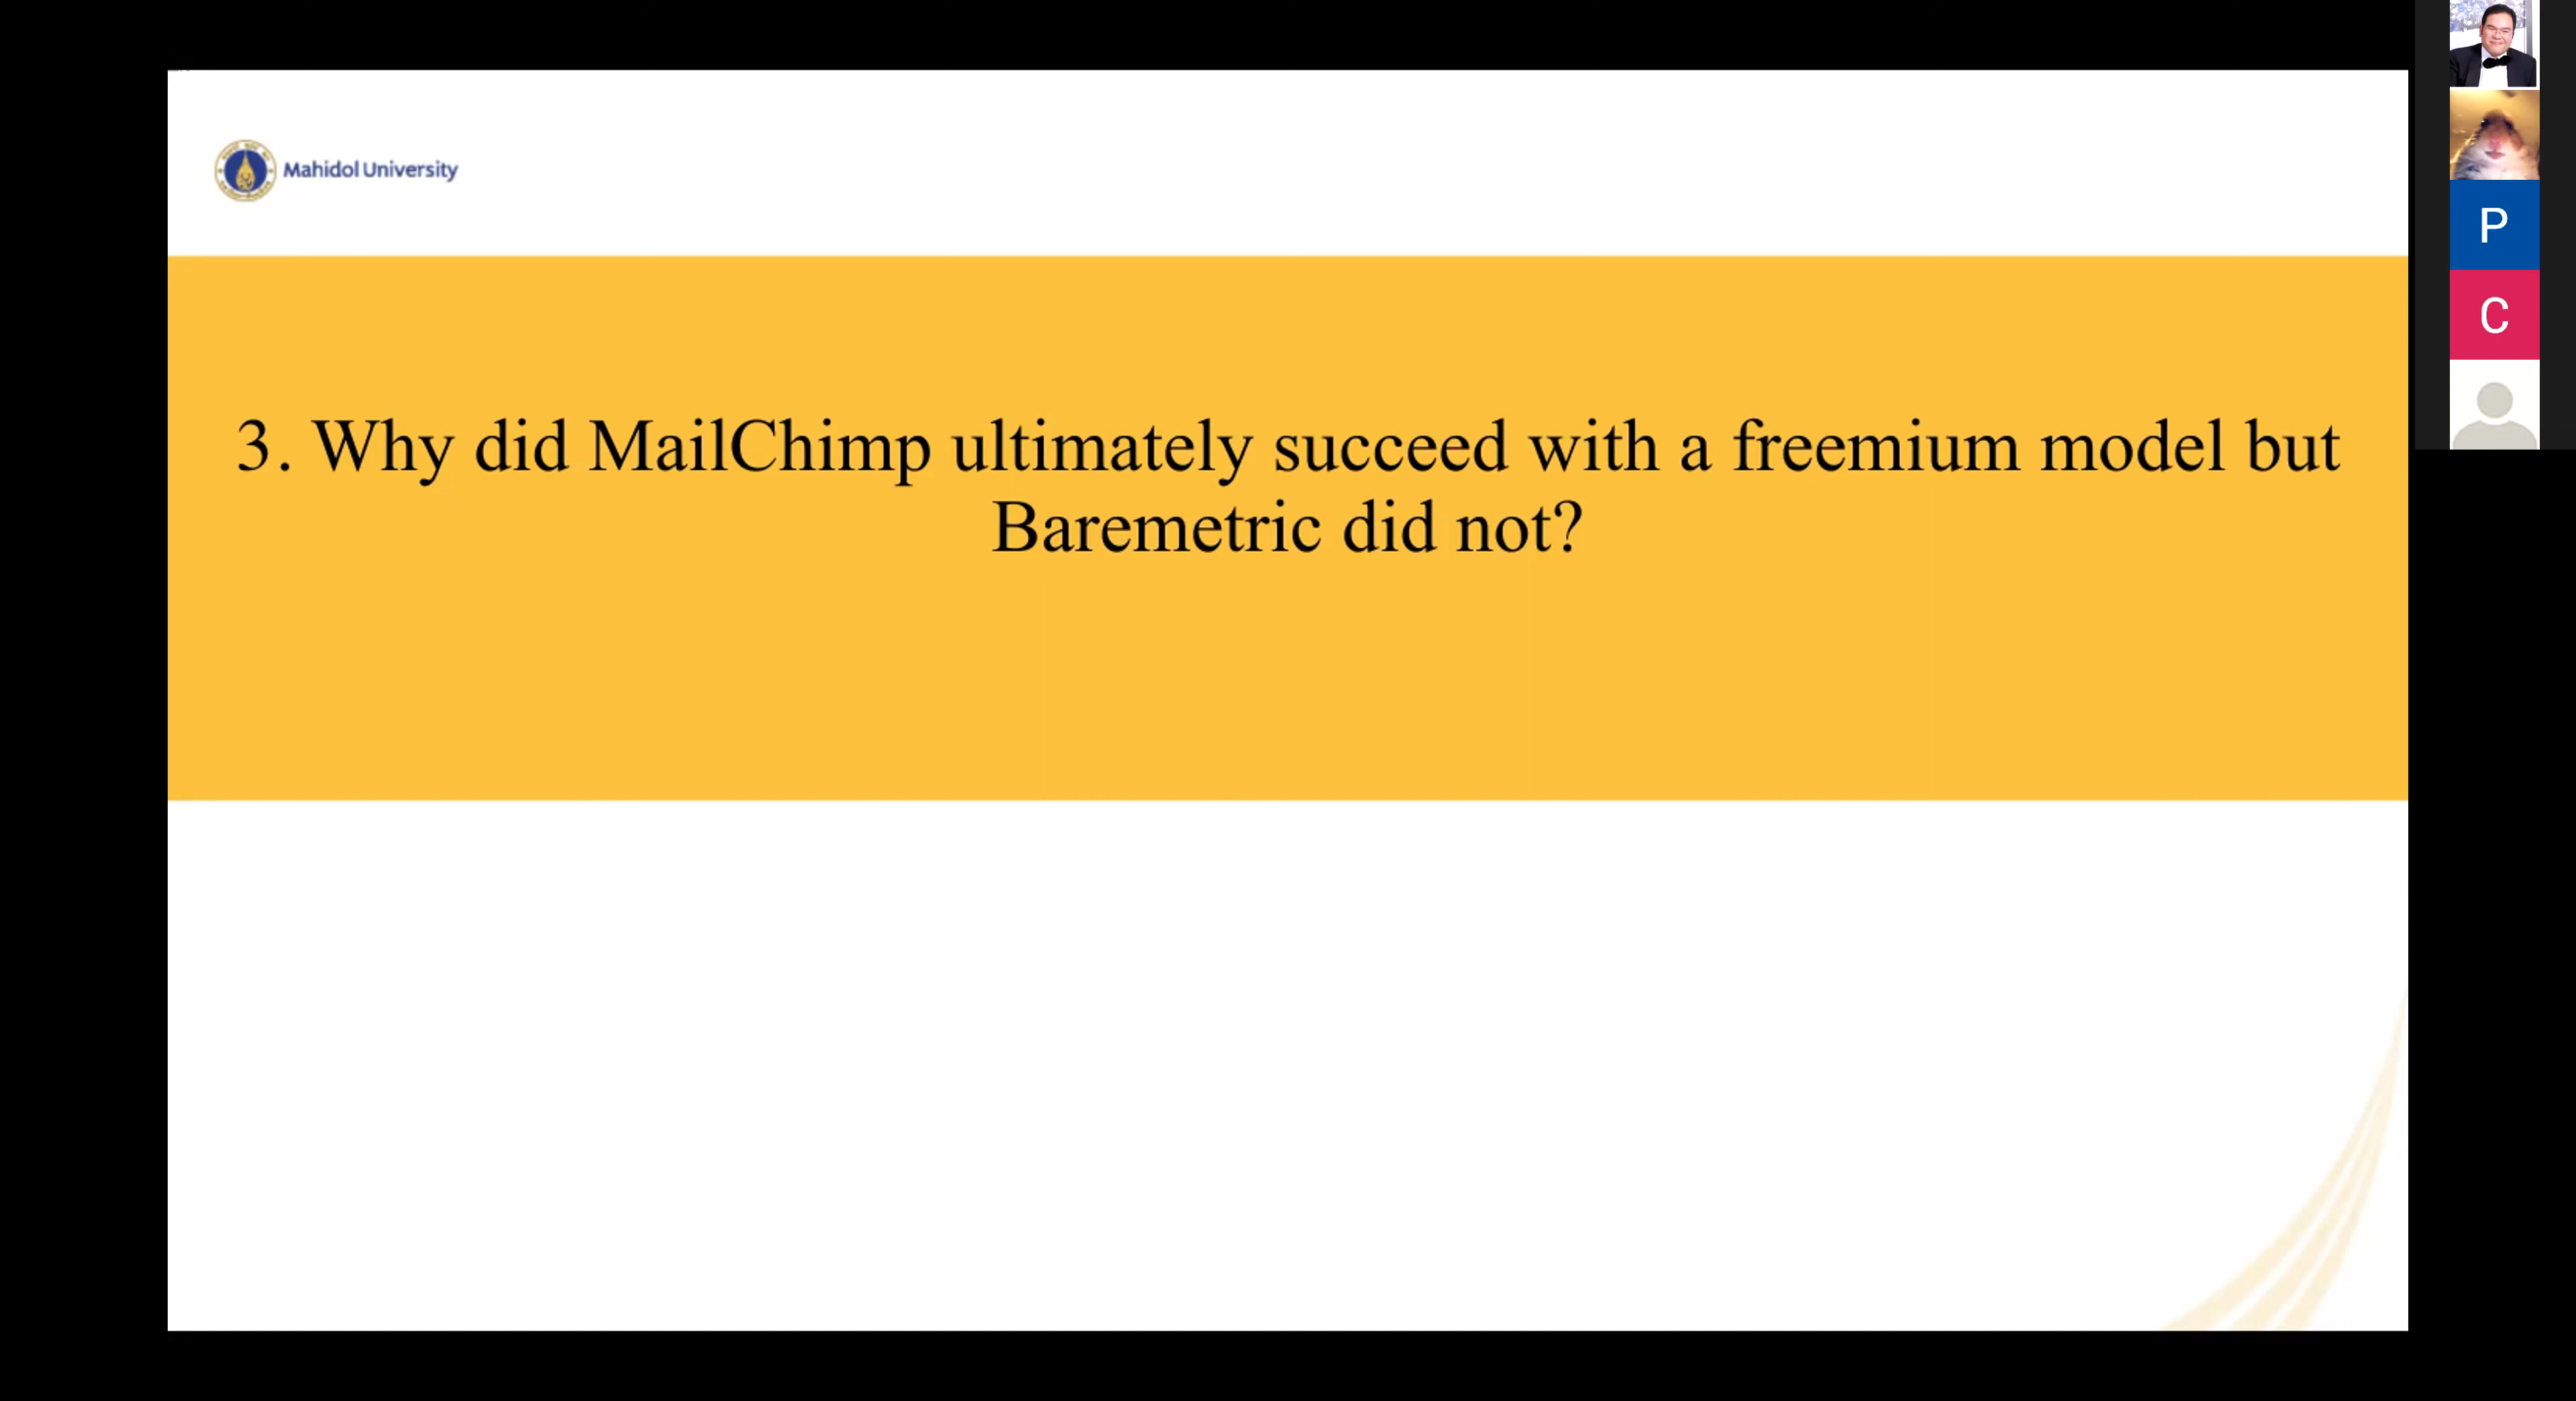 Mahidol University
3. Why did MailChimp ultimately succeed with a freemium model but
Baremetric did not?
P
C